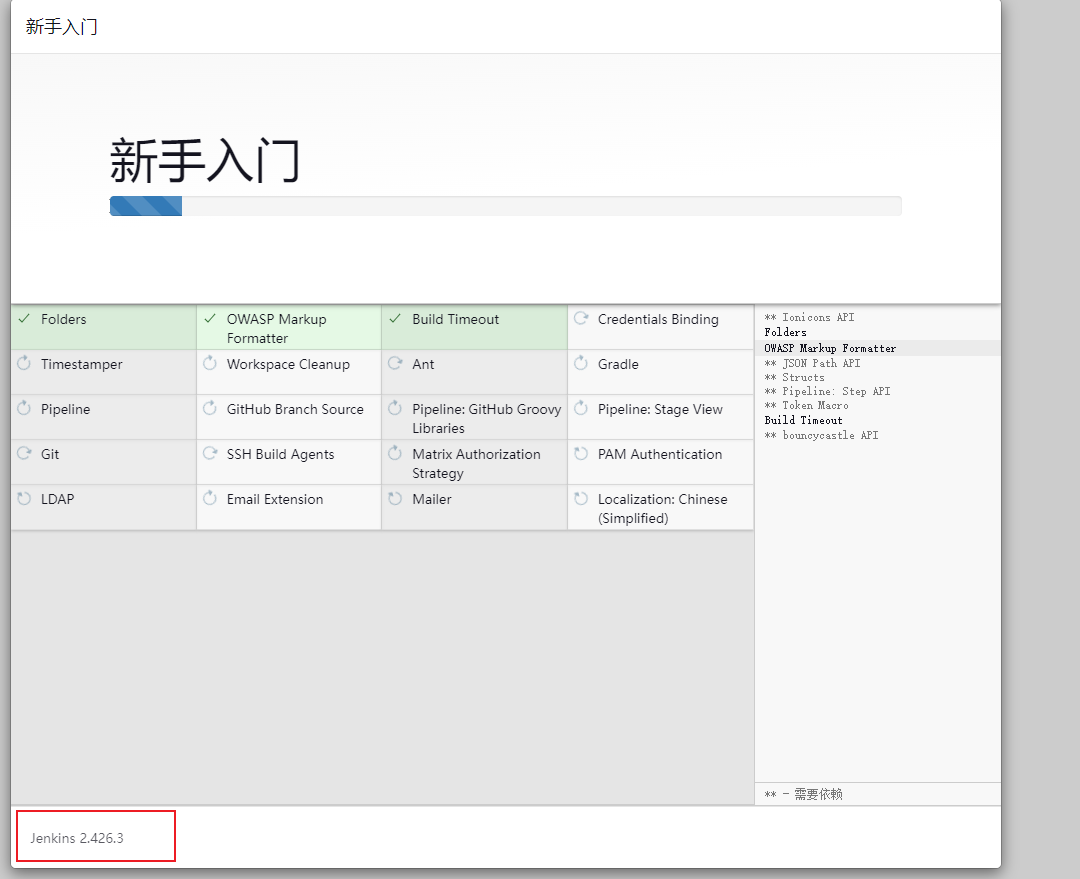 新手入门
新手入门
Folders
OWASP Markup
Formatter
Build Timeout
Credentials Binding
Timestamper
Workspace Cleanup
Ant
Gradle
Pipeline
GitHub Branch Source
Pipeline: GitHub Groovy
Libraries
Pipeline: Stage View
Git
SSH Build Agents
Matrix Authorization
Strategy
PAM Authentication
LDAP
Email Extension
Mailer
Localization: Chinese
(Simplified)
** Ionicons API
Folders
OWASP Markup Formatter
** JSON Path API
** Structs
** Pipeline: Step API
** Token Macro
Build Timeout
** bouncycastle API
** - 需要依赖
Jenkins 2.426.3